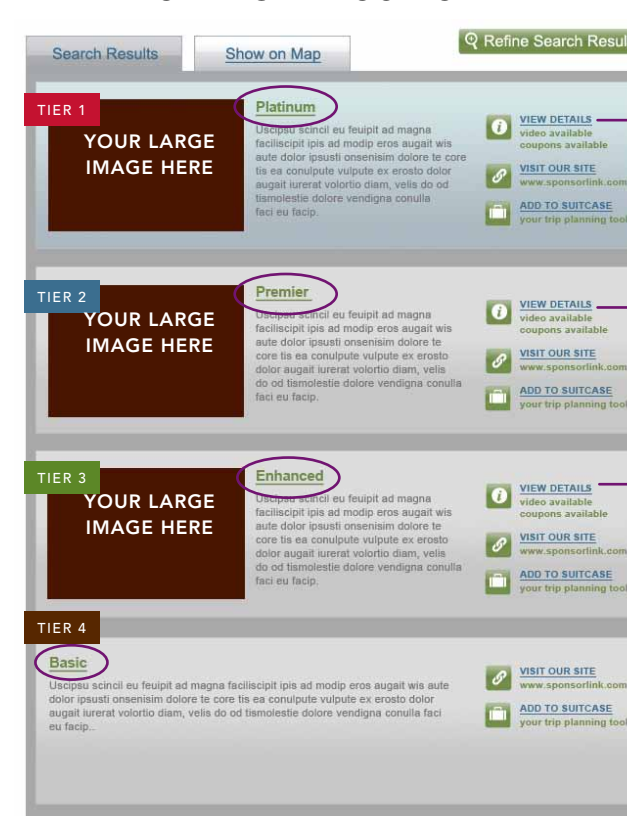 Search Results
Show on Map
Refine Search Resul
TIER 1
YOUR LARGE
IMAGE HERE
Platinum
Uscipsu scincil eu feuipit ad magna
faciliscipit ipis ad modip eros augait wis
aute dolor ipsusti onsenisim dolore te core
tis ea conulpute vulpute ex erosto dolor
augait iurerat volortio diam, velis do od
tismolestie dolore vendigna conulla
faci eu facip.
VIEW DETAILS
video available
coupons available
VISIT OUR SITE
www.sponsorlink.com
ADD TO SUITCASE
your trip planning tool
TIER 2
YOUR LARGE
IMAGE HERE
Premier
Uscipsu scincil eu feuipit ad magna
faciliscipit ipis ad modip eros augait wis
aute dolor ipsusti onsenisim dolore te
core tis ea conulpute vulpute ex erosto
dolor augait iurerat volortio diam, velis
do od tismolestie dolore vendigna conulla
faci eu facip.
VIEW DETAILS
video available
coupons available
VISIT OUR SITE
www.sponsorlink.com
ADD TO SUITCASE
your trip planning tool
TIER 3
YOUR LARGE
IMAGE HERE
Enhanced
Uscipsu scincil eu feuipit ad magna
faciliscipit ipis ad modip eros augait wis
aute dolor ipsusti onsenisim dolore te
core tis ea conulpute vulpute ex erosto
dolor augait iurerat volortio diam, velis
do od tismolestie dolore vendigna conulla
faci eu facip.
VIEW DETAILS
video available
coupons available
VISIT OUR SITE
www.sponsorlink.com
ADD TO SUITCASE
your trip planning tool
TIER 4
Basic
Uscipsu scincil eu feuipit ad magna faciliscipit ipis ad modip eros augait wis aute
dolor ipsusti onsenisim dolore te core tis ea conulpute vulpute ex erosto dolor
augait iurerat volortio diam, velis do od tismolestie dolore vendigna conulla faci
eu facip..
VISIT OUR SITE
www.sponsorlink.com
ADD TO SUITCASE
your trip planning tool